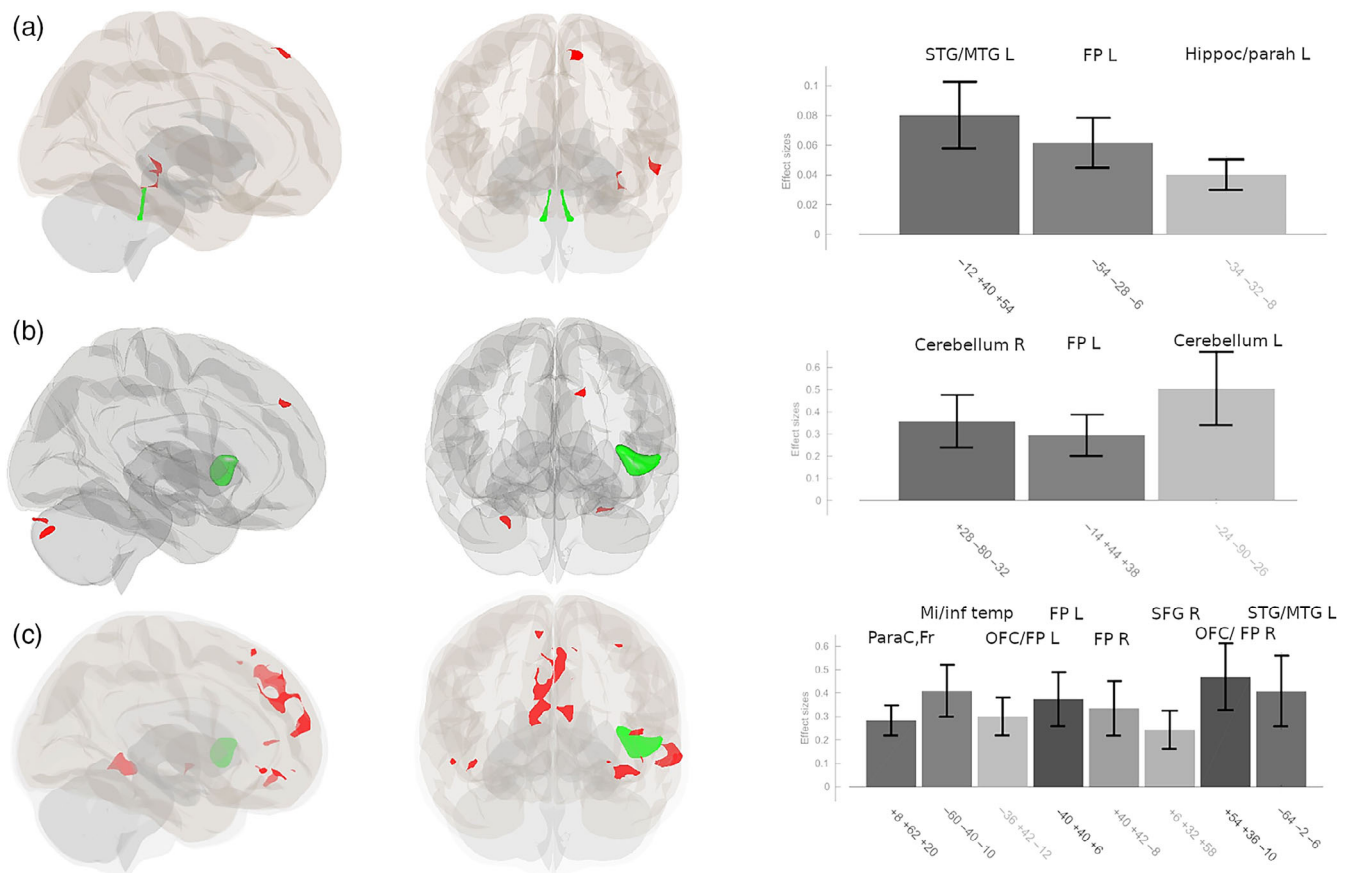 (a)
STG/MTG L FP L Hippoc/parah L
Effect sizes
0.1
0.08
0.06
0.04
0.02
0
−12 +40 +54
−54 −28 −6
−34 −32 −8
(b)
Cerebellum R FP L Cerebellum L
Effect sizes
0.6
0.5
0.4
0.3
0.2
0.1
0
+28 −80 −32
−14 +44 +38
−24 −90 −26
(c)
Mi/inf temp FP L SFG R STG/MTG L
ParaC,Fr OFC/FP L FP R OFC/ FP R
Effect sizes
0.6
0.5
0.4
0.3
0.2
0.1
0
+8 +62 +20
−60 −40 −10
−36 +42 −12
−40 +40 +6
+40 +42 −8
+6 +32 +58
+54 +36 −10
−64 −2 −6